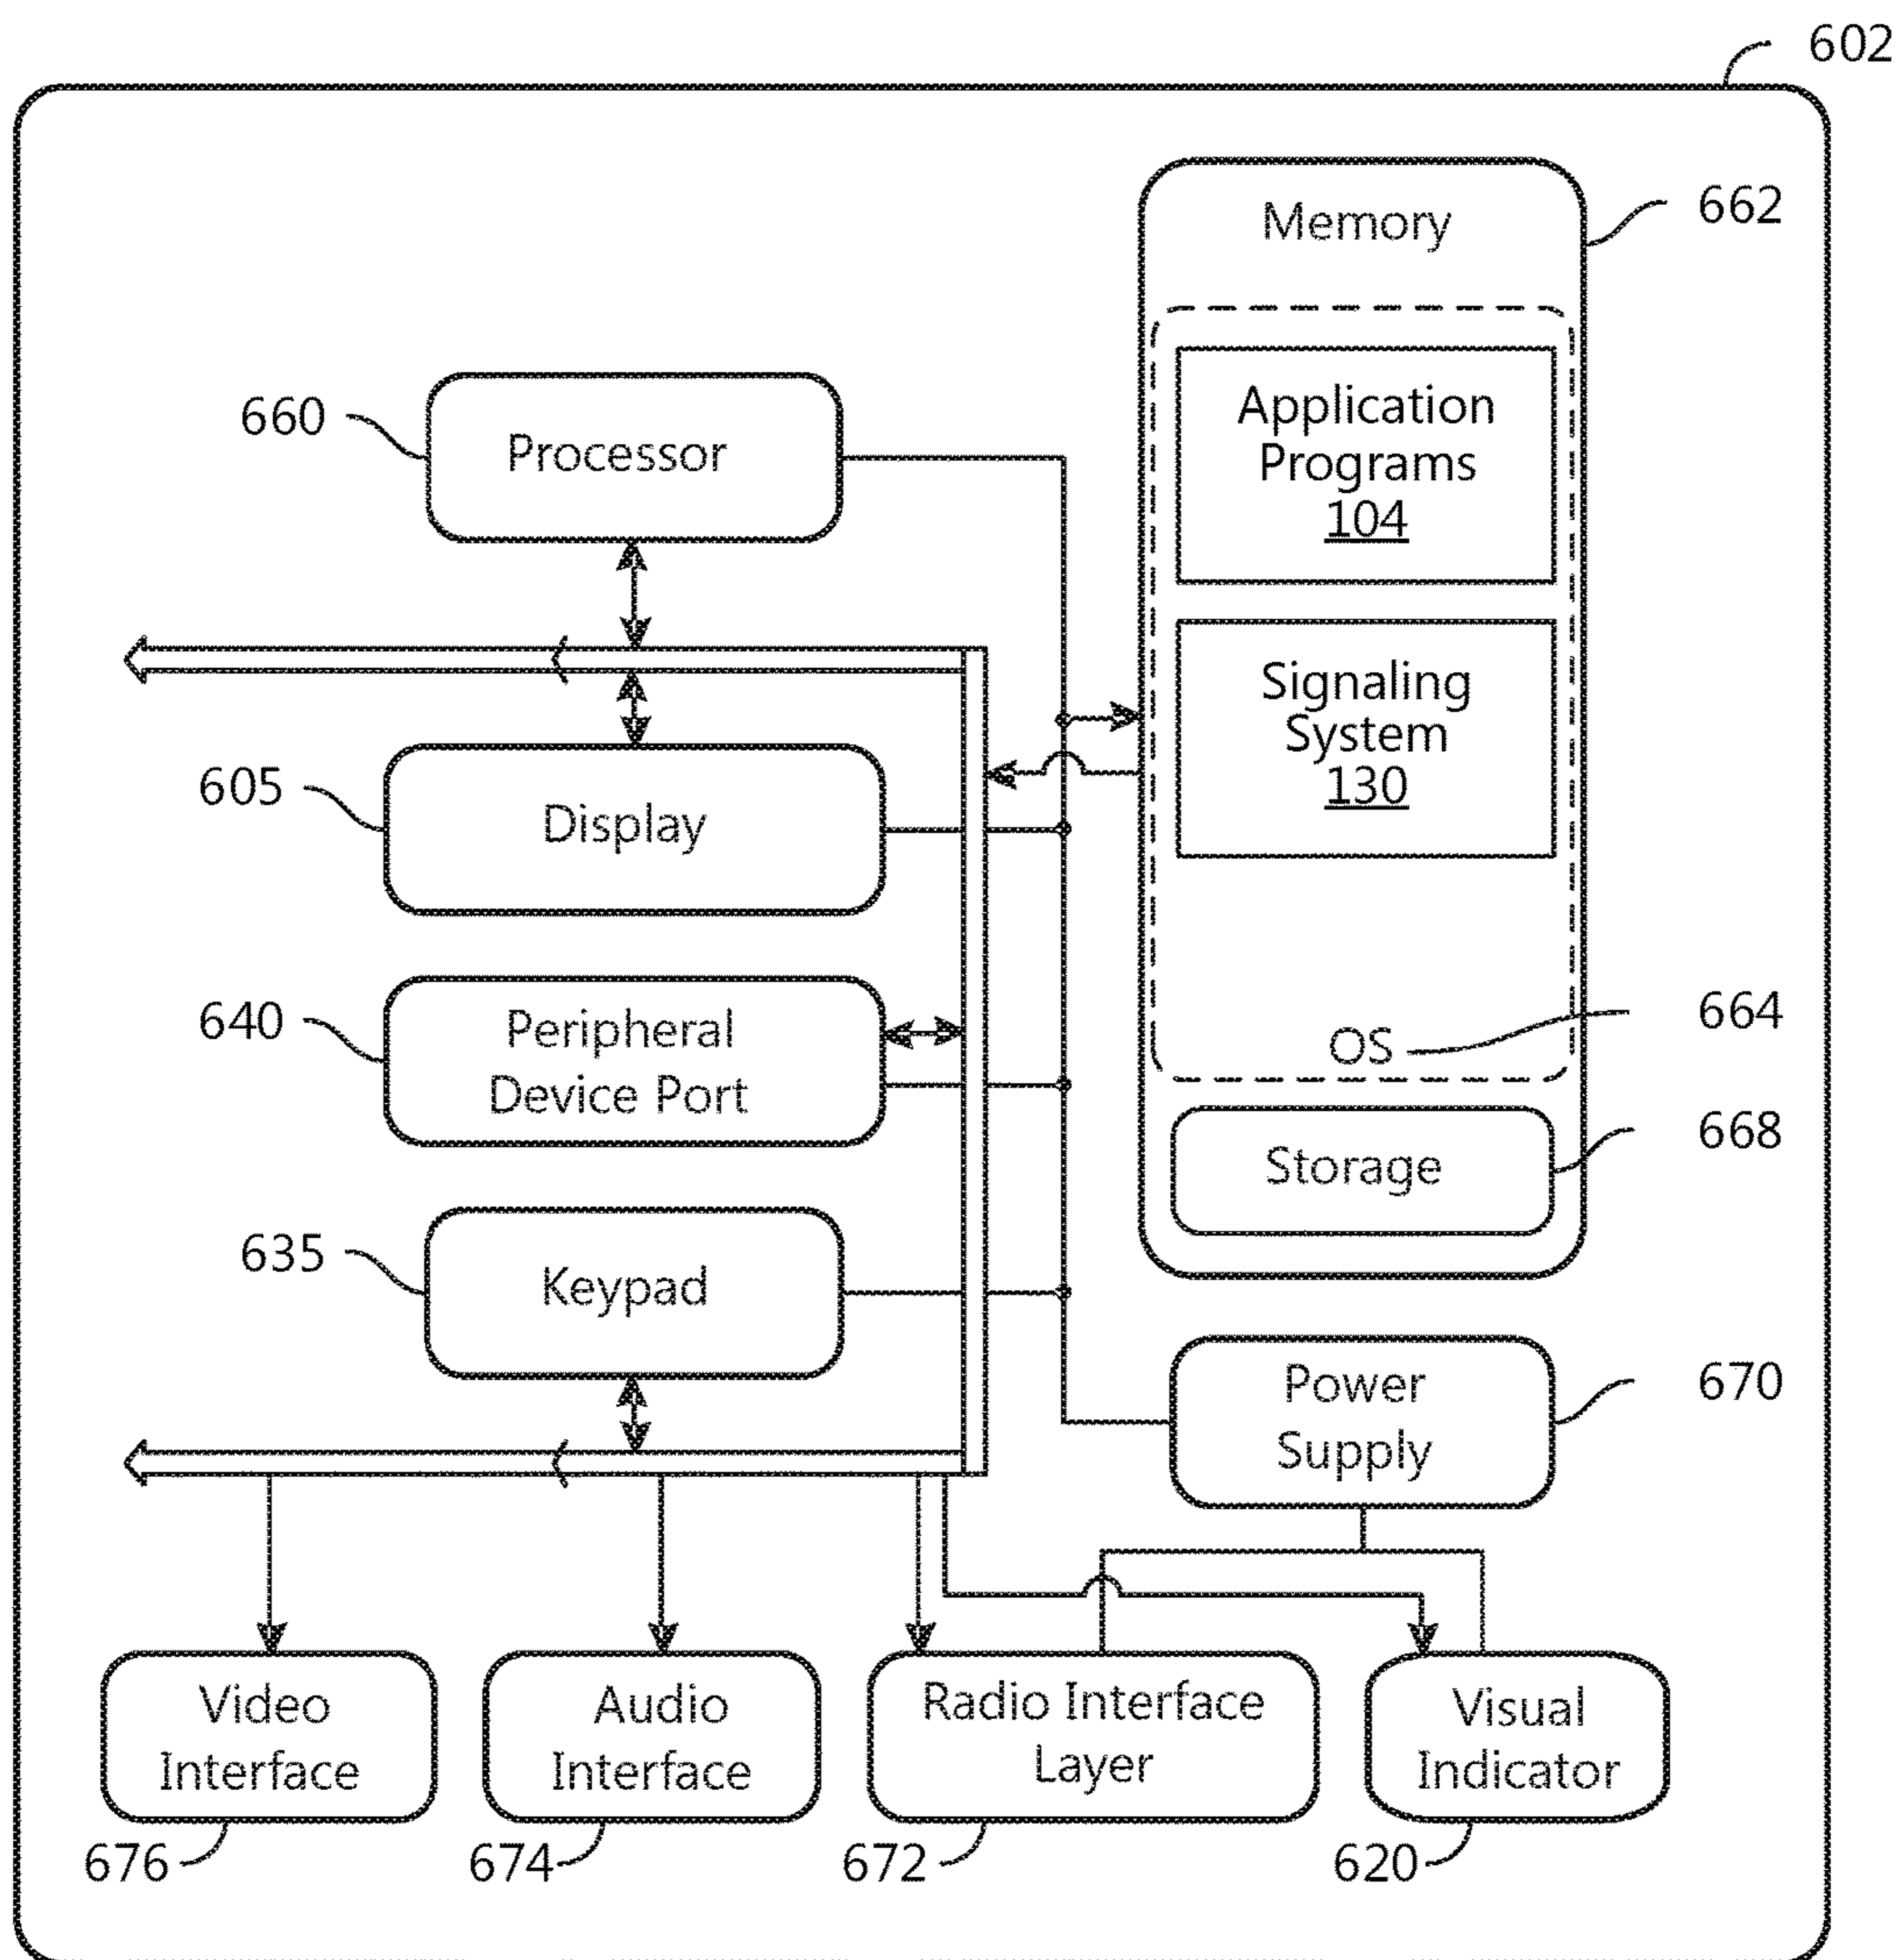 602
Memory
662
Application
Programs
104
660
Processor
Signaling
System
130
605
Display
640
Peripheral
Device Port
OS
664
Storage
668
635
Keypad
Power
Supply
670
Video
Interface
Audio
Interface
Radio Interface
Layer
Visual
Indicator
676
674
672
620